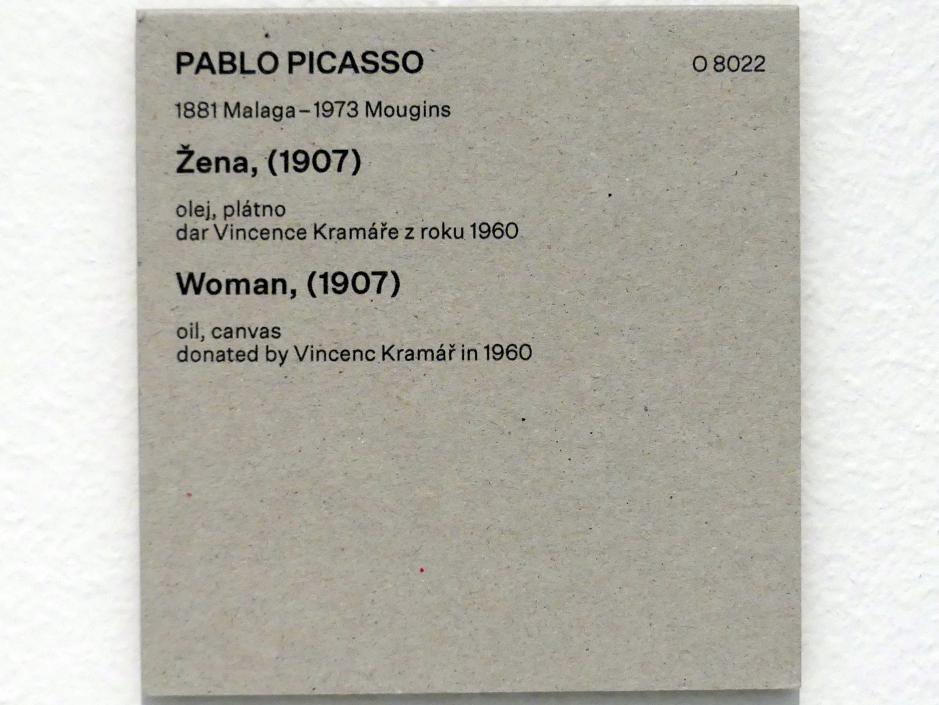 PABLO PICASSO O 8022
1881 Malaga–1973 Mougins
Žena, (1907)
olej, plátno
dar Vincence Kramáře z roku 1960
Woman, (1907)
oil, canvas
donated by Vincenc Kramář in 1960